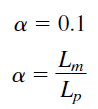 α = 0.1
α = L_m / L_p